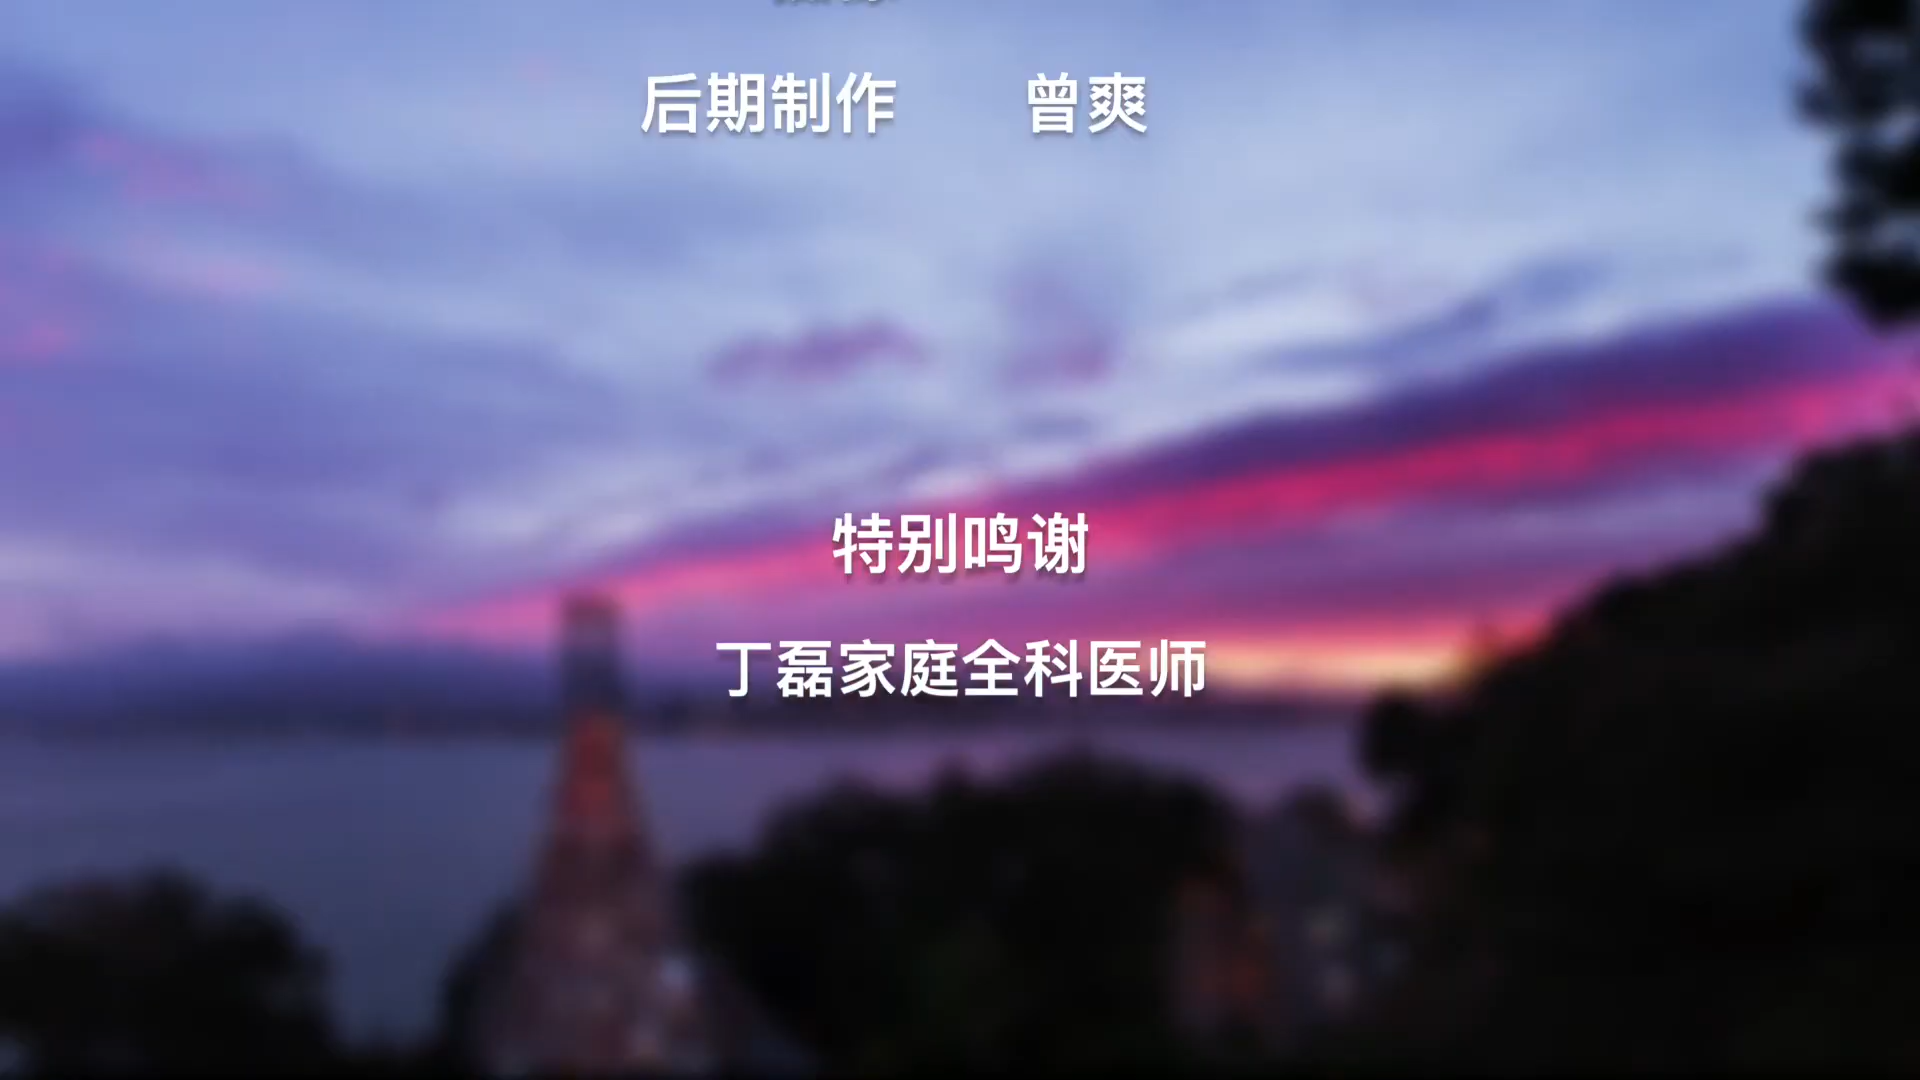 后期制作 曾爽
特别鸣谢
丁磊家庭全科医师